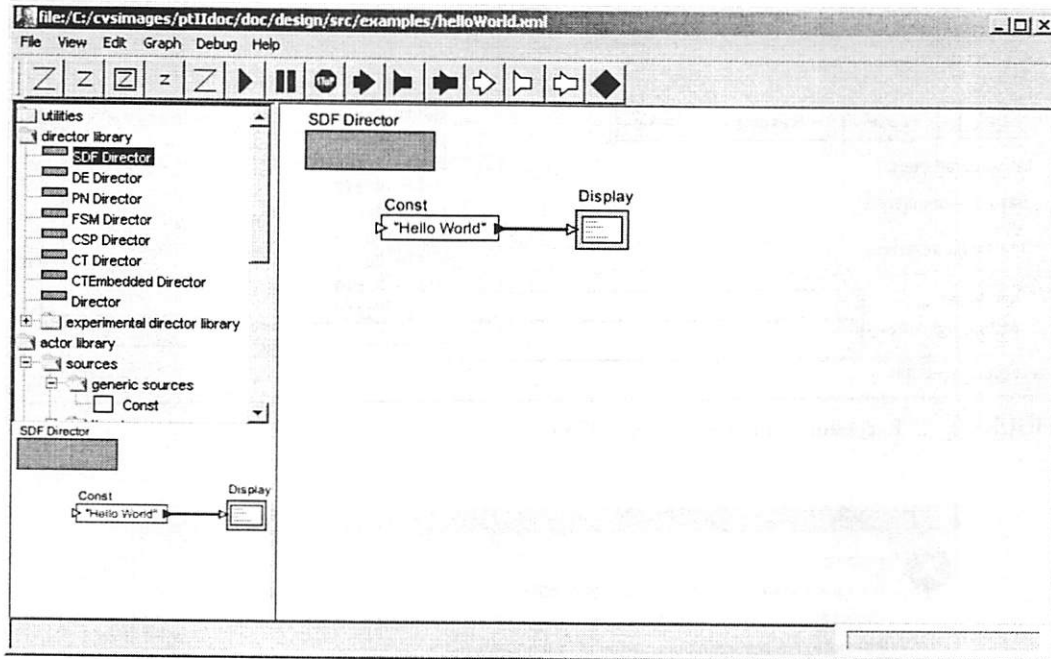 file:/C:/cvsimages/ptIIdoc/doc/design/src/examples/helloWorld.xml
File View Edit Graph Debug Help
Z Z Z z Z STOP
utilities
director library
SDF Director
DE Director
PN Director
FSM Director
CSP Director
CT Director
CTEmbedded Director
Director
experimental director library
actor library
sources
generic sources
Const
SDF Director
Const
"Hello World"
Display
SDF Director
Const
"Hello World"
Display